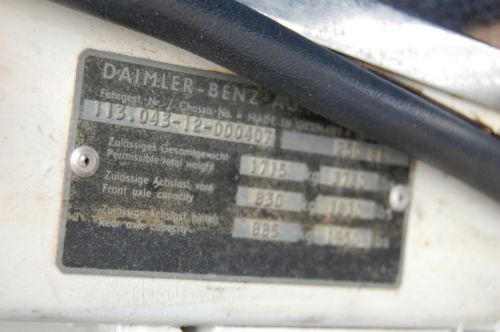 DAIMLER-BENZ AG
Fahrgest.-Nr./Chassis-No. MADE IN GERMANY
113.043-12-000407
Zulässiges Gesamtgewicht
Permissible total weight 1715
Zulässige Achslast, vorn
Front axle capacity 830
Zulässige Achslast, hinten
Rear axle capacity 885 lbs